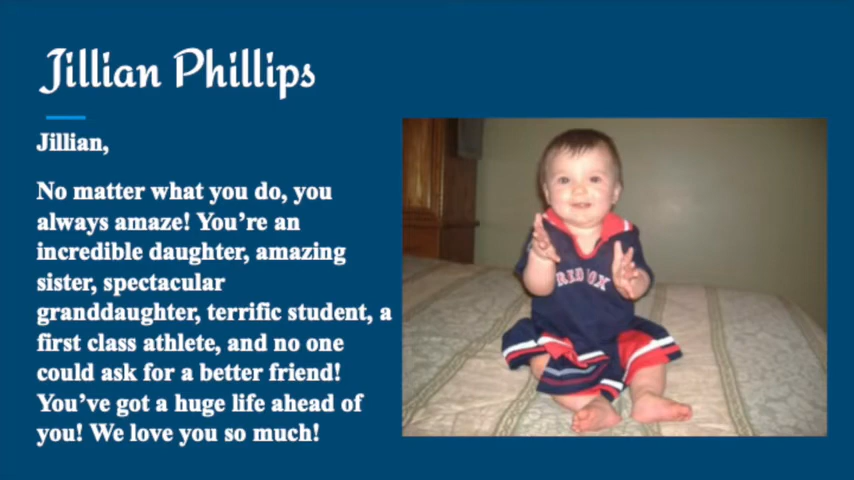 Jillian Phillips
Jillian,
No matter what you do, you
always amaze! You’re an
incredible daughter, amazing
sister, spectacular
granddaughter, terrific student, a
first class athlete, and no one
could ask for a better friend!
You’ve got a huge life ahead of
you! We love you so much!
RED SOX